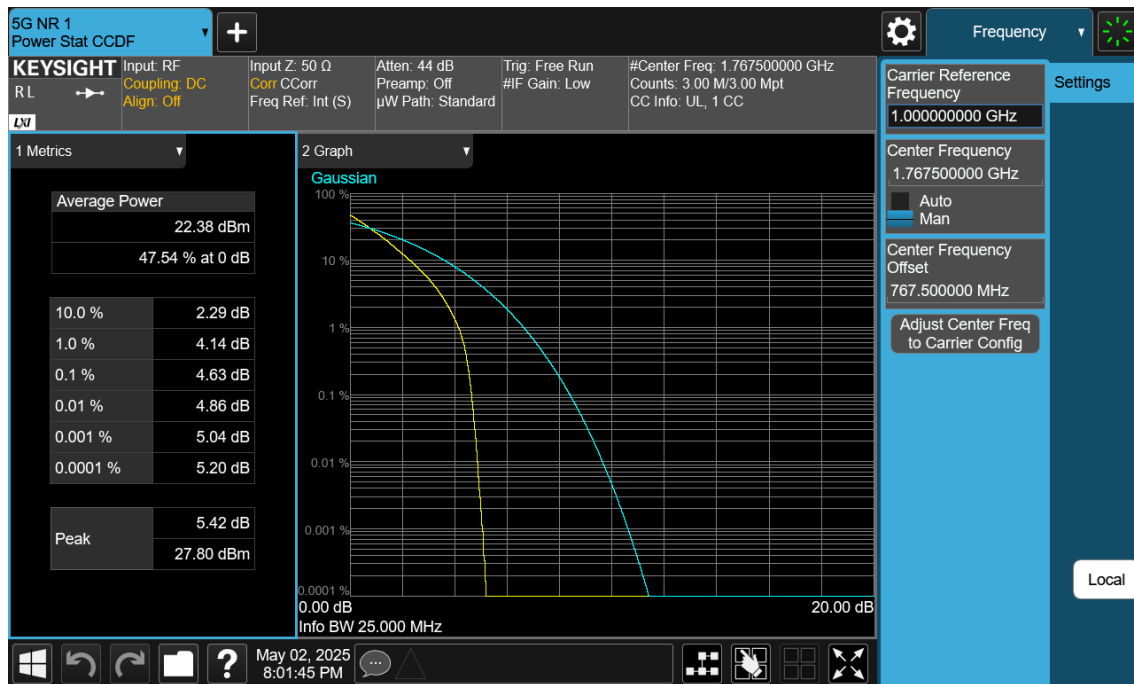 5G NR 1
Power Stat CCDF
Frequency
KEYSIGHT
R L
LXI
Input: RF
Coupling: DC
Align: Off
Input Z: 50 Ω
Corr CCorr
Freq Ref: Int (S)
Atten: 44 dB
Preamp: Off
µW Path: Standard
Trig: Free Run
#IF Gain: Low
#Center Freq: 1.767500000 GHz
Counts: 3.00 M/3.00 Mpt
CC Info: UL, 1 CC
1 Metrics
Average Power
22.38 dBm
47.54 % at 0 dB
10.0 % 2.29 dB
1.0 % 4.14 dB
0.1 % 4.63 dB
0.01 % 4.86 dB
0.001 % 5.04 dB
0.0001 % 5.20 dB
Peak
5.42 dB
27.80 dBm
2 Graph
Gaussian
100 %
10 %
1 %
0.1 %
0.01 %
0.001 %
0.0001 %
0.00 dB 20.00 dB
Info BW 25.000 MHz
Carrier Reference
Frequency
1.000000000 GHz
Center Frequency
1.767500000 GHz
Auto
Man
Center Frequency
Offset
767.500000 MHz
Adjust Center Freq
to Carrier Config
Settings
Local
?
May 02, 2025
8:01:45 PM